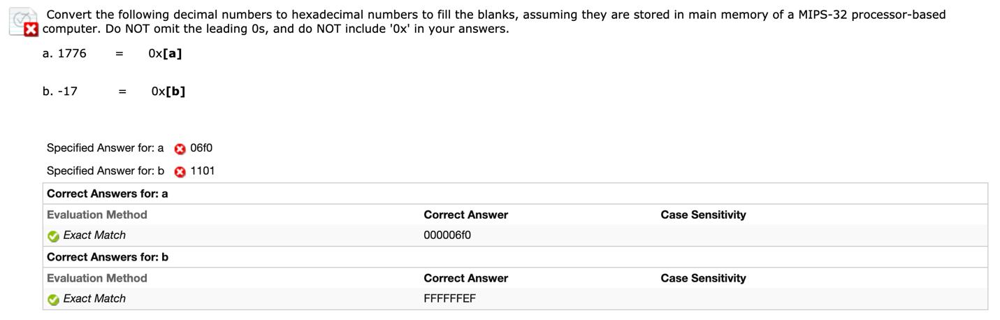 Convert the following decimal numbers to hexadecimal numbers to fill the blanks, assuming they are stored in main memory of a MIPS-32 processor-based
computer. Do NOT omit the leading 0s, and do NOT include '0x' in your answers.
a. 1776 = 0x[a]
b. -17 = 0x[b]
Specified Answer for: a 06f0
Specified Answer for: b 1101
Correct Answers for: a
Evaluation Method Correct Answer Case Sensitivity
Exact Match 000006f0
Correct Answers for: b
Evaluation Method Correct Answer Case Sensitivity
Exact Match FFFFFFEF